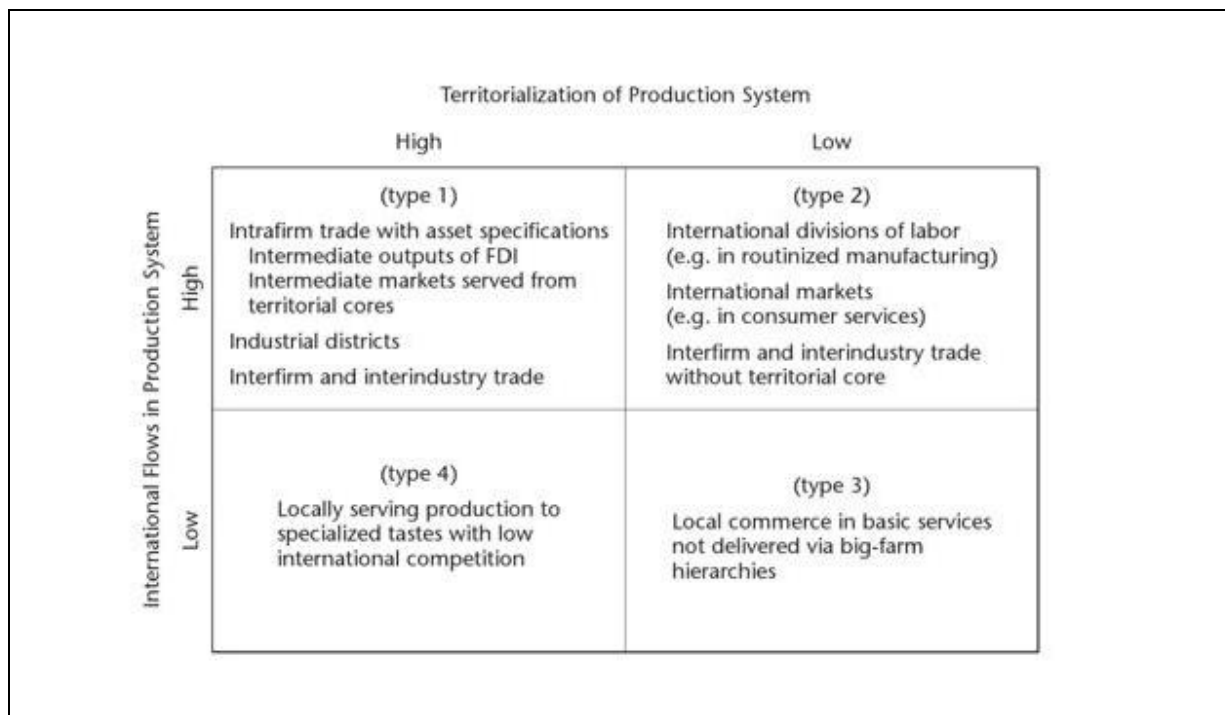 Territorialization of Production System
High
Low
International Flows in Production System
High
(type 1)
Intrafirm trade with asset specifications
Intermediate outputs of FDI
Intermediate markets served from
territorial cores
Industrial districts
Interfirm and interindustry trade
(type 2)
International divisions of labor
(e.g. in routinized manufacturing)
International markets
(e.g. in consumer services)
Interfirm and interindustry trade
without territorial core
Low
(type 4)
Locally serving production to
specialized tastes with low
international competition
(type 3)
Local commerce in basic services
not delivered via big-farm
hierarchies